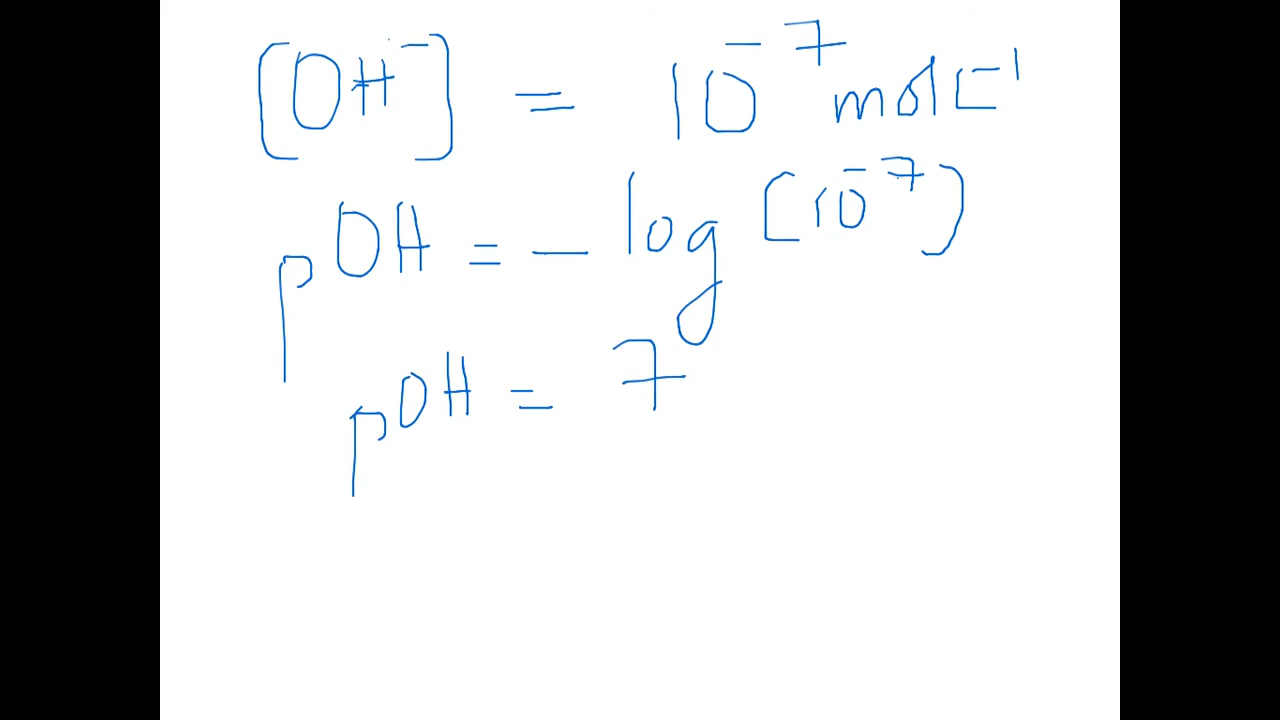 [OH⁻] = 10⁻⁷ mol L⁻¹
pOH = - log [10⁻⁷]
pOH = 7